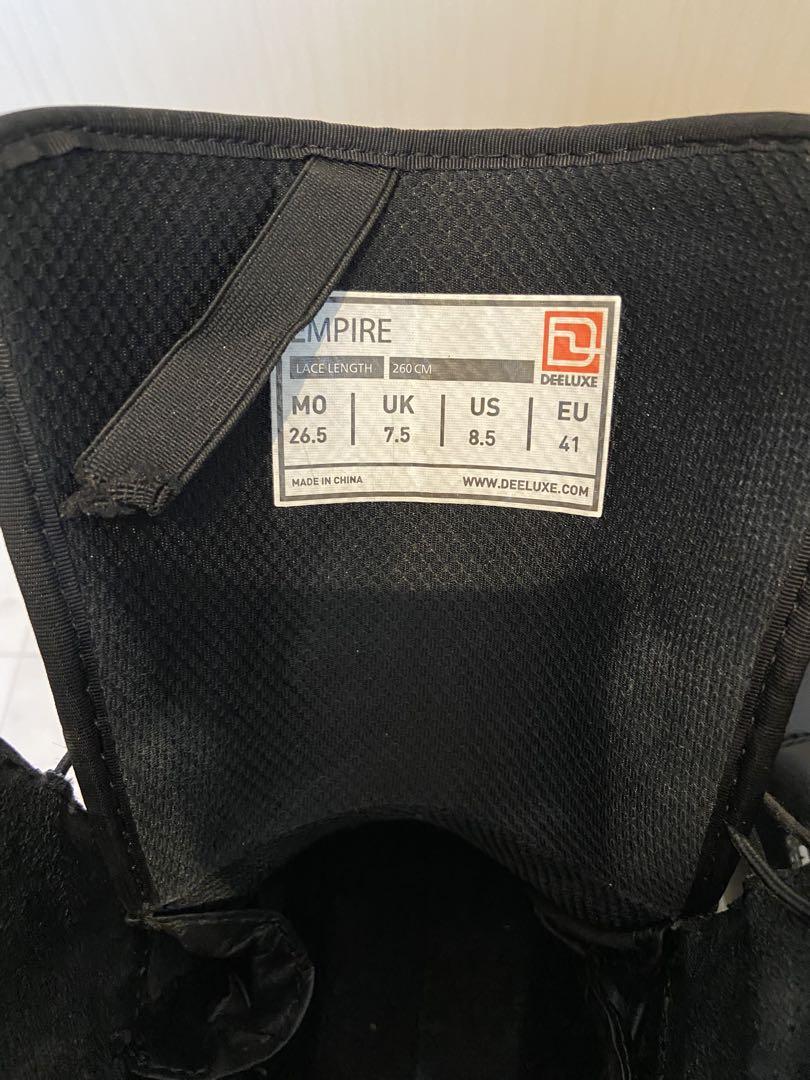 EMPIRE
LACE LENGTH 260 CM
DEELUXE
MO UK US EU
26.5 7.5 8.5 41
MADE IN CHINA WWW.DEELUXE.COM